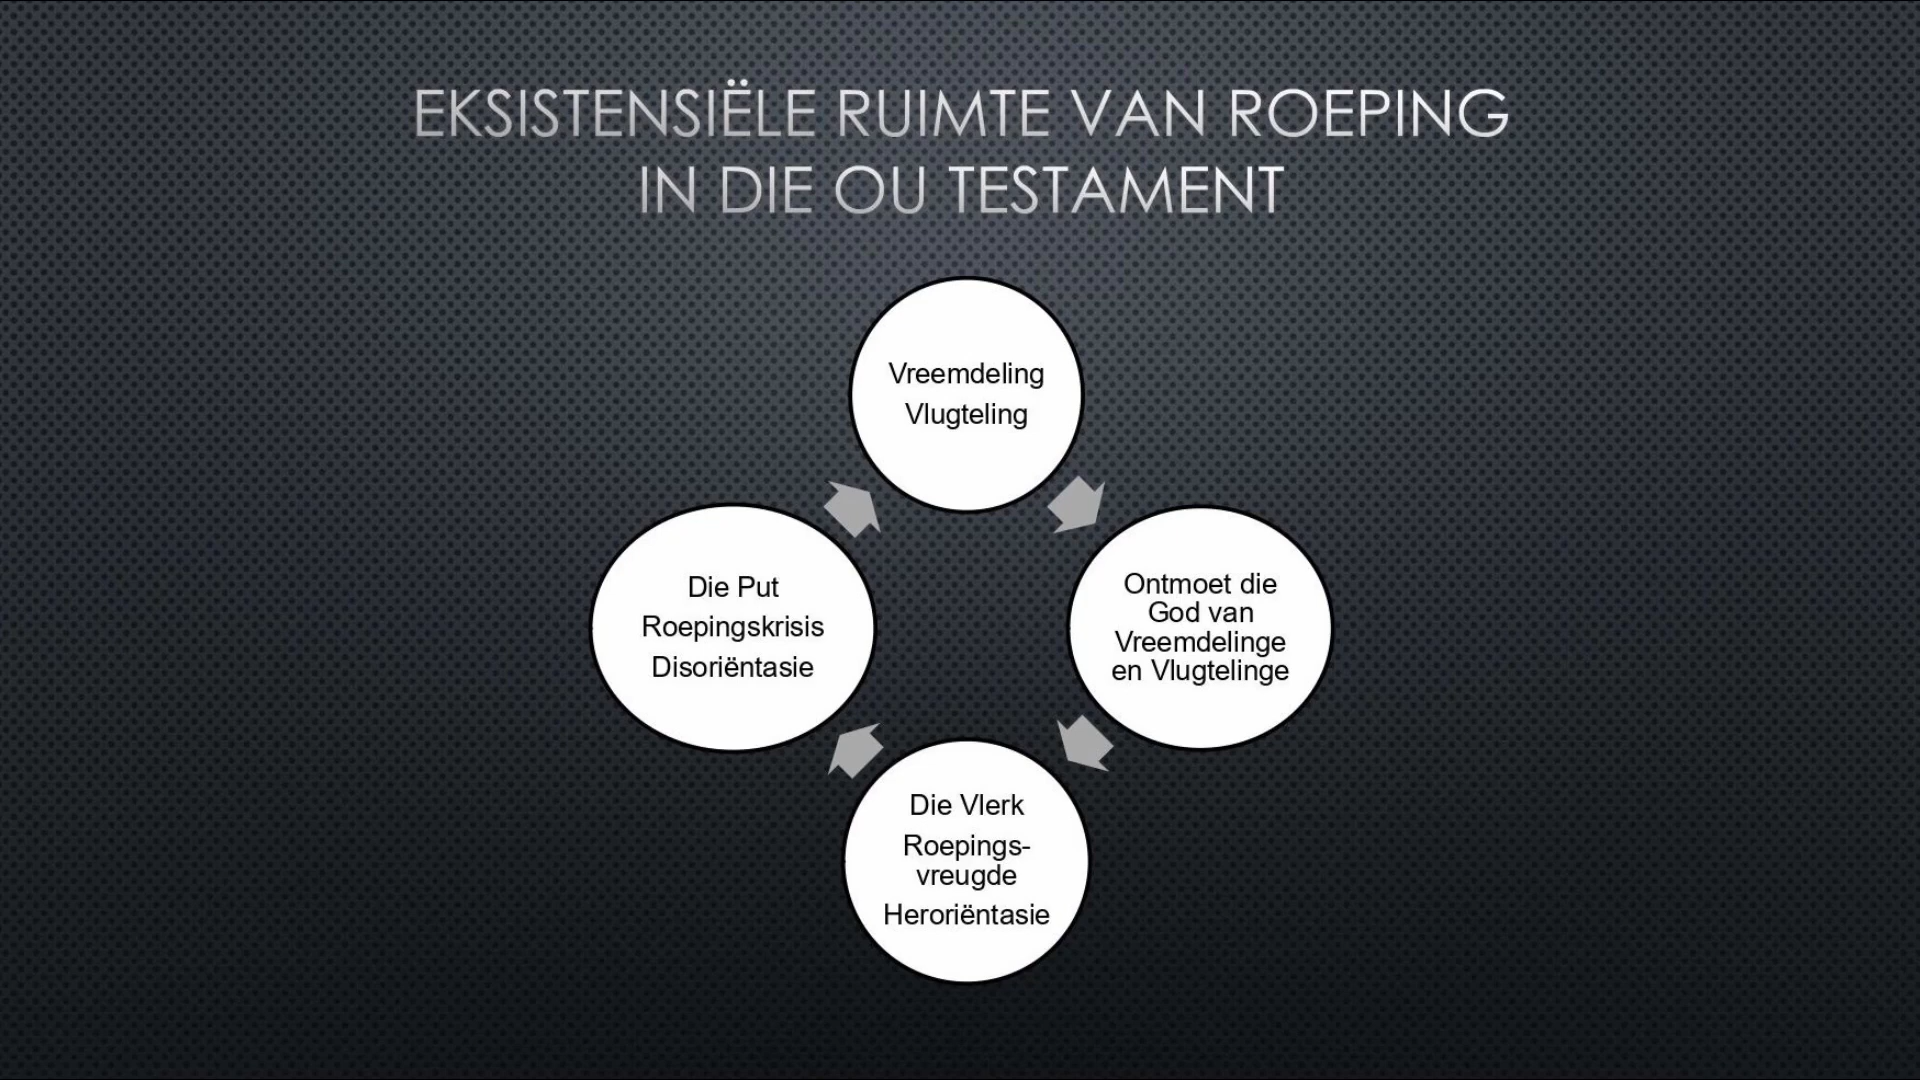 EKSISTENSIËLE RUIMTE VAN ROEPING
IN DIE OU TESTAMENT
Vreemdeling
Vlugteling
Ontmoet die
God van
Vreemdelinge
en Vlugtelinge
Die Vlerk
Roepings-
vreugde
Heroriëntasie
Die Put
Roepingskrisis
Disoriëntasie